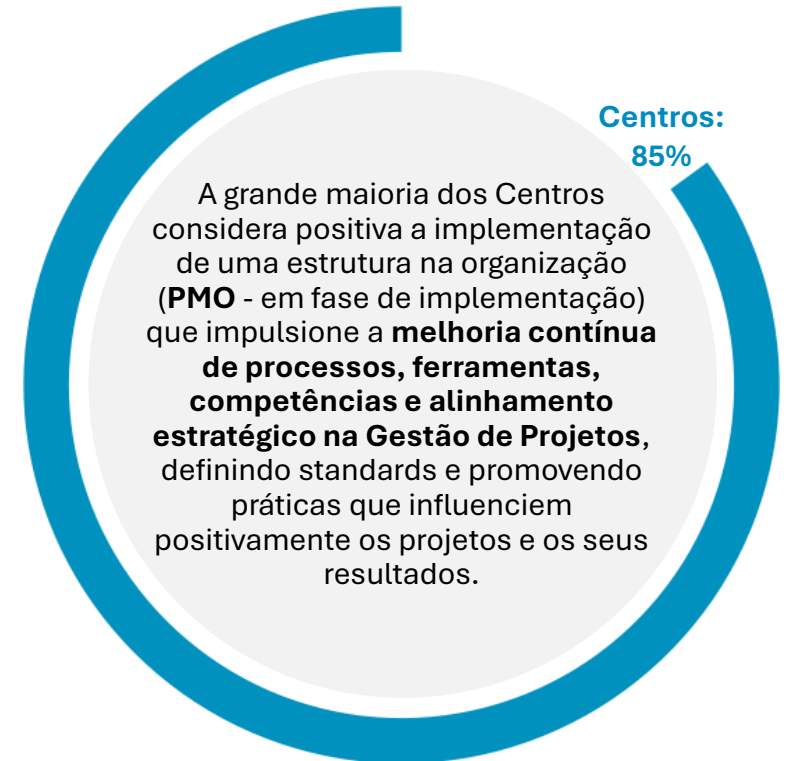 Centros:
85%
A grande maioria dos Centros
considera positiva a implementação
de uma estrutura na organização
(PMO - em fase de implementação)
que impulsione a melhoria contínua
de processos, ferramentas,
competências e alinhamento
estratégico na Gestão de Projetos,
definindo standards e promovendo
práticas que influenciem
positivamente os projetos e os seus
resultados.